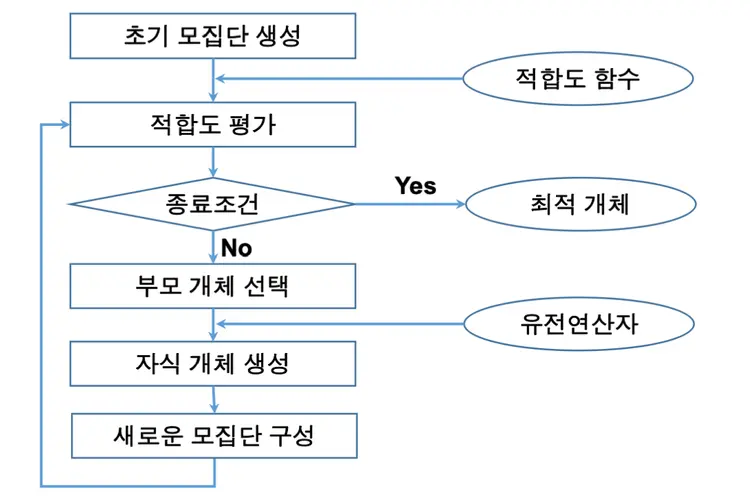 초기 모집단 생성
적합도 함수
적합도 평가
종료조건
Yes
최적 개체
No
부모 개체 선택
유전연산자
자식 개체 생성
새로운 모집단 구성